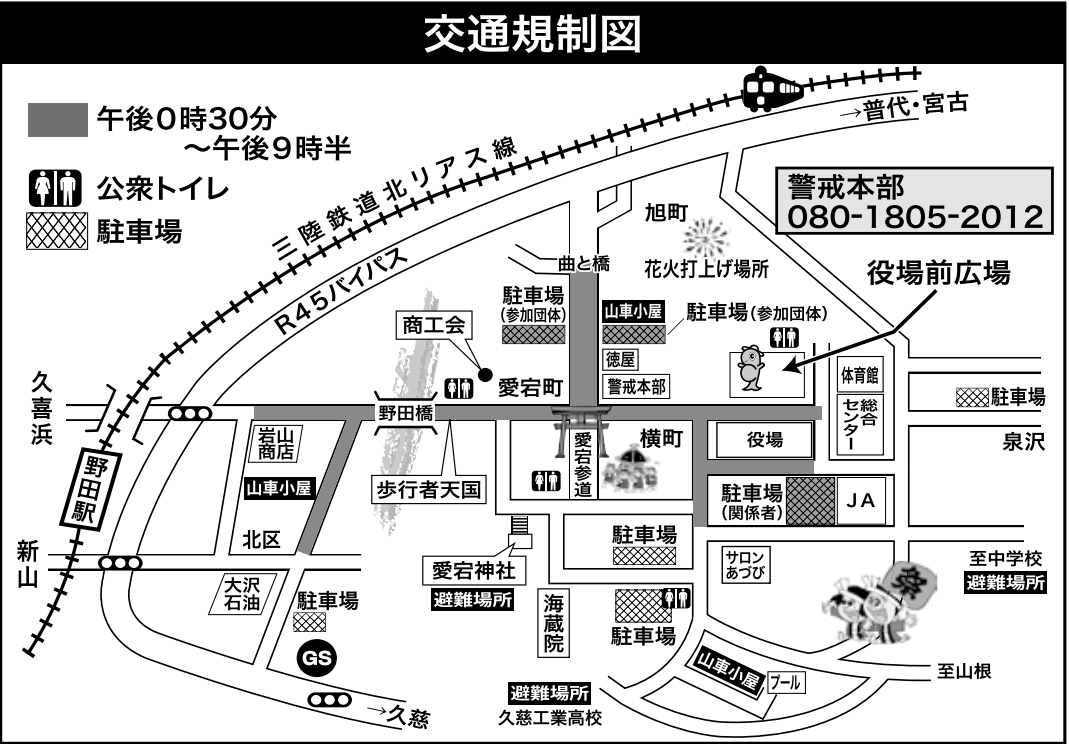 交通規制図
午後0時30分
～午後9時半
公衆トイレ
駐車場
三陸鉄道北リアス線
R45バイパス
→普代・宮古
警戒本部
080-1805-2012
旭町
花火打上げ場所
役場前広場
曲と橋
駐車場
(参加団体)
山車小屋
駐車場(参加団体)
商工会
徳屋
警戒本部
愛宕町
体育館
総合
センター
駐車場
泉沢
久喜浜
野田橋
岩山
商店
歩行者天国
愛宕参道
横町
役場
山車小屋
野田駅
駐車場
(関係者)
JA
北区
新山
愛宕神社
避難場所
駐車場
サロン
あづび
至中学校
避難場所
大沢
石油
駐車場
海蔵院
駐車場
祭
GS
山車小屋
プール
至山根
→久慈
避難場所
久慈工業高校